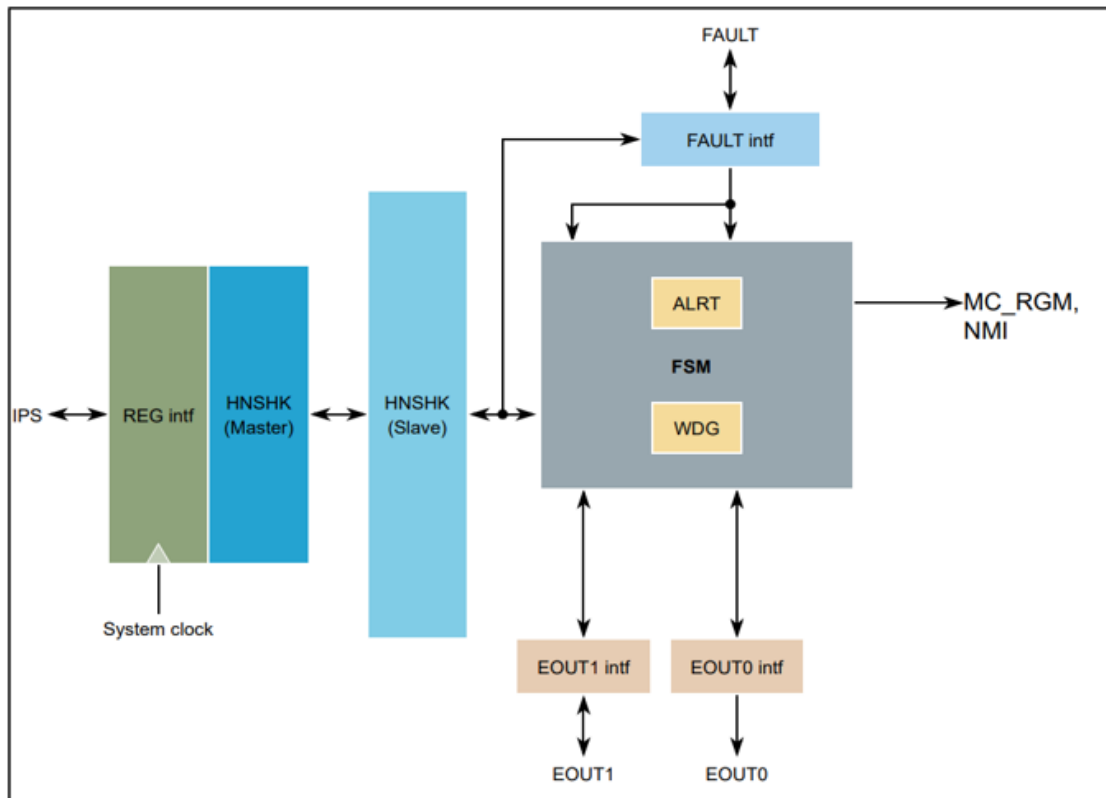 FAULT
FAULT intf
ALRT
MC_RGM,
NMI
FSM
HNSHK
(Master)
HNSHK
(Slave)
IPS
REG intf
WDG
System clock
EOUT1 intf
EOUT0 intf
EOUT1
EOUT0